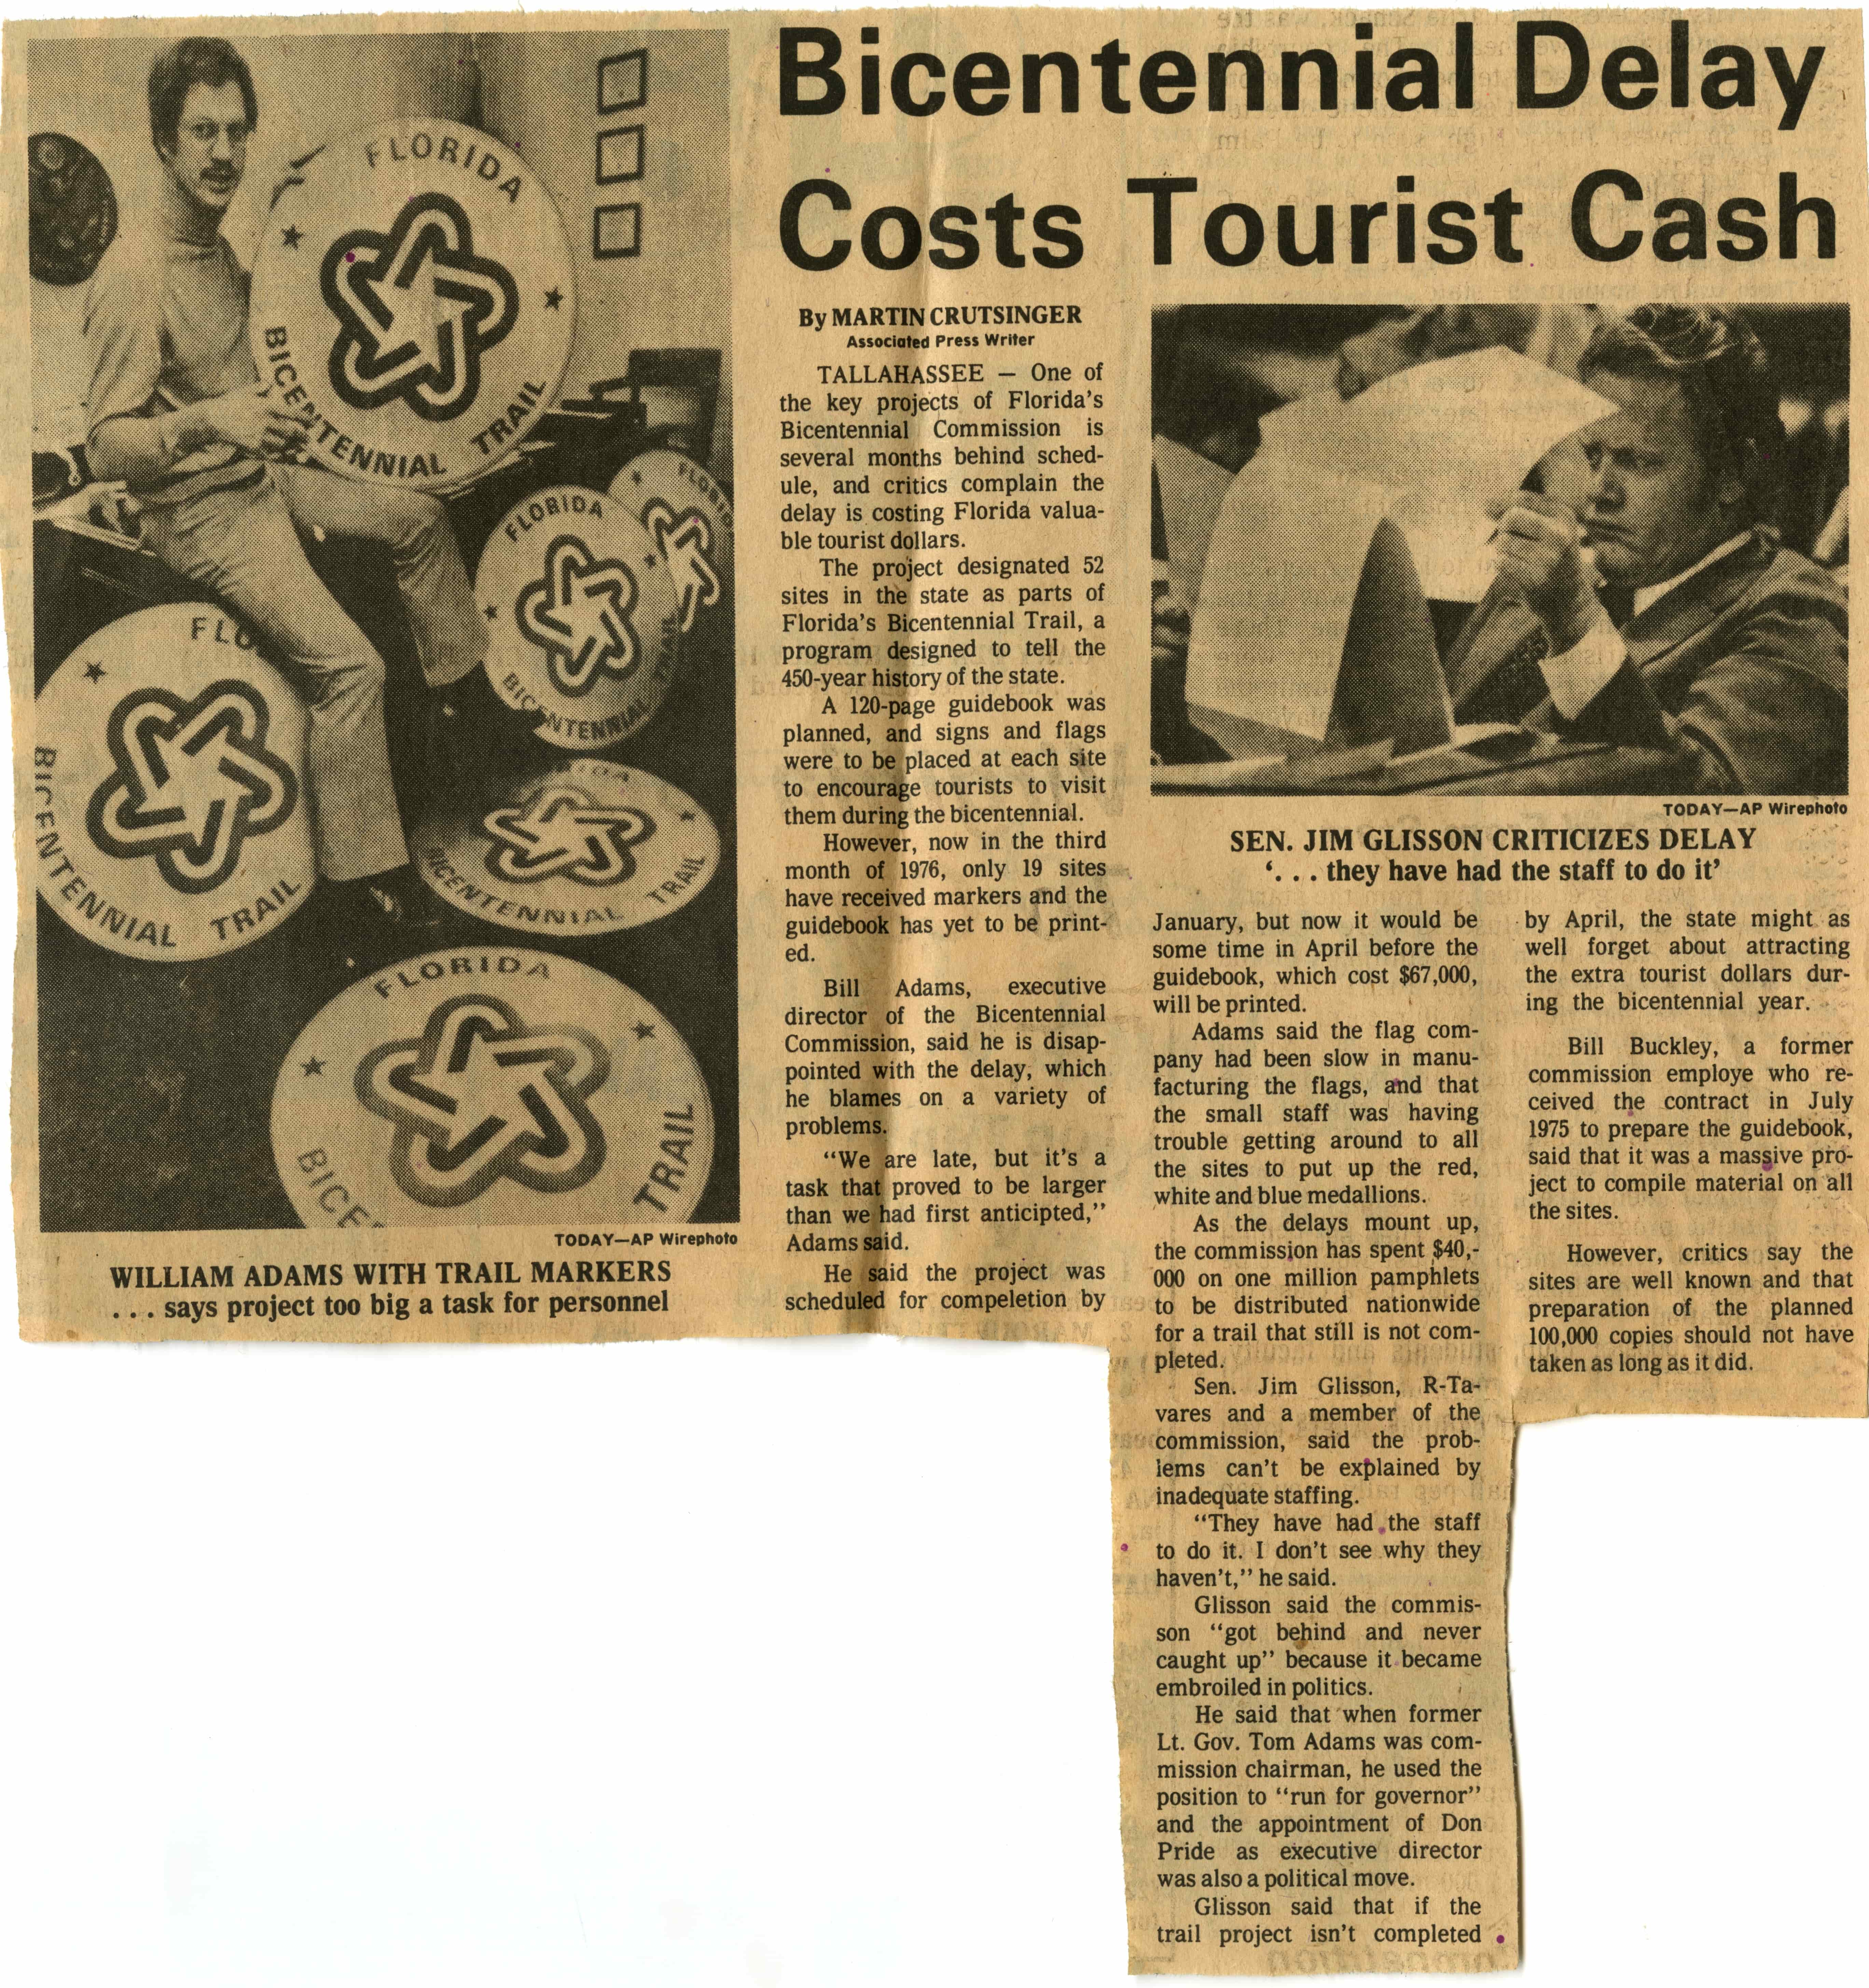 Bicentennial Delay
Costs Tourist Cash
FLORIDA
BICENTENNIAL TRAIL
FLORIDA
BICENTENNIAL TRAIL
FLORID
FLO
BICENTENNIAL TRAIL
BICENTENNIAL TRAIL
FLORIDA
BICE
TRAIL
TODAY—AP Wirephoto
WILLIAM ADAMS WITH TRAIL MARKERS
. . . says project too big a task for personnel
By MARTIN CRUTSINGER
Associated Press Writer
TALLAHASSEE — One of
the key projects of Florida's
Bicentennial Commission is
several months behind sched-
ule, and critics complain the
delay is costing Florida valua-
ble tourist dollars.
The project designated 52
sites in the state as parts of
Florida's Bicentennial Trail, a
program designed to tell the
450-year history of the state.
A 120-page guidebook was
planned, and signs and flags
were to be placed at each site
to encourage tourists to visit
them during the bicentennial.
However, now in the third
month of 1976, only 19 sites
have received markers and the
guidebook has yet to be print-
ed.
Bill Adams, executive
director of the Bicentennial
Commission, said he is disap-
pointed with the delay, which
he blames on a variety of
problems.
"We are late, but it's a
task that proved to be larger
than we had first anticipted,"
Adams said.
He said the project was
scheduled for compeletion by
TODAY—AP Wirephoto
SEN. JIM GLISSON CRITICIZES DELAY
'. . . they have had the staff to do it'
January, but now it would be
some time in April before the
guidebook, which cost $67,000,
will be printed.
Adams said the flag com-
pany had been slow in manu-
facturing the flags, and that
the small staff was having
trouble getting around to all
the sites to put up the red,
white and blue medallions.
As the delays mount up,
the commission has spent $40,-
000 on one million pamphlets
to be distributed nationwide
for a trail that still is not com-
pleted.
Sen. Jim Glisson, R-Ta-
vares and a member of the
commission, said the prob-
lems can't be explained by
inadequate staffing.
"They have had the staff
to do it. I don't see why they
haven't," he said.
Glisson said the commis-
son "got behind and never
caught up" because it became
embroiled in politics.
He said that when former
Lt. Gov. Tom Adams was com-
mission chairman, he used the
position to "run for governor"
and the appointment of Don
Pride as executive director
was also a political move.
Glisson said that if the
trail project isn't completed
by April, the state might as
well forget about attracting
the extra tourist dollars dur-
ing the bicentennial year.
Bill Buckley, a former
commission employe who re-
ceived the contract in July
1975 to prepare the guidebook,
said that it was a massive pro-
ject to compile material on all
the sites.
However, critics say the
sites are well known and that
preparation of the planned
100,000 copies should not have
taken as long as it did.